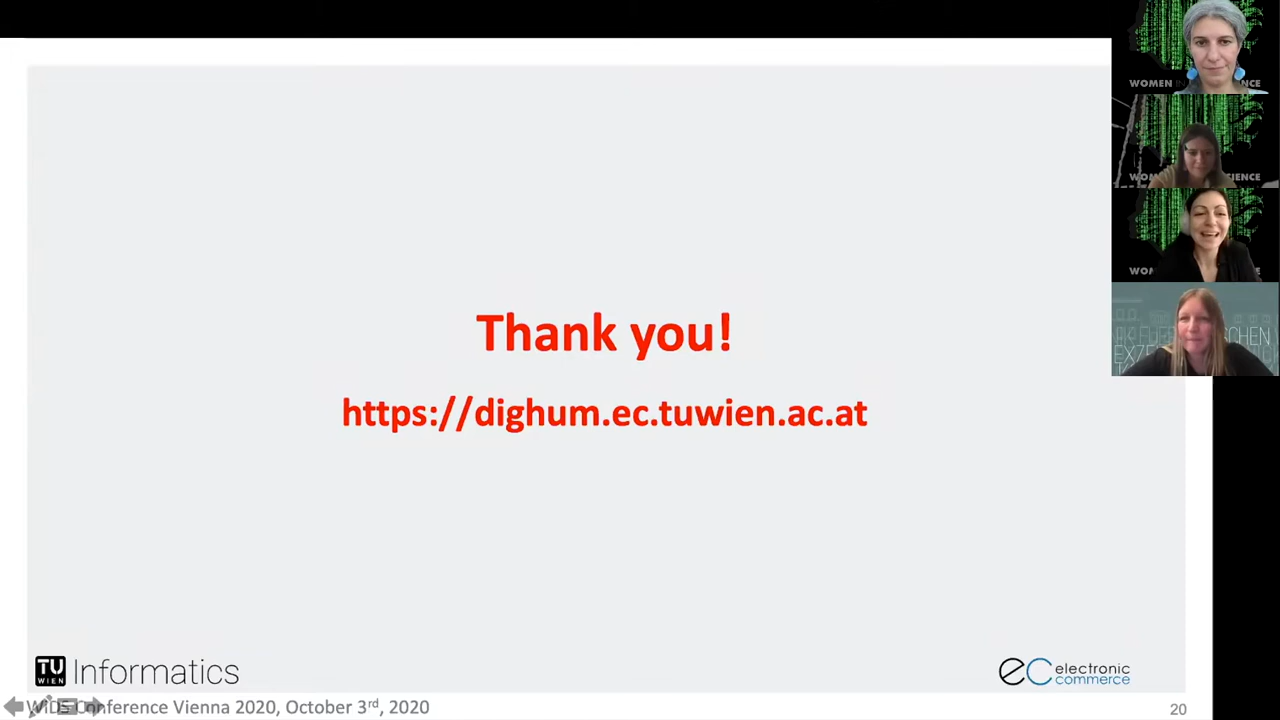 Thank you!
https://dighum.ec.tuwien.ac.at
TU
WIEN
Informatics
ec electronic
commerce
WiDS Conference Vienna 2020, October 3rd, 2020
20
WOMEN